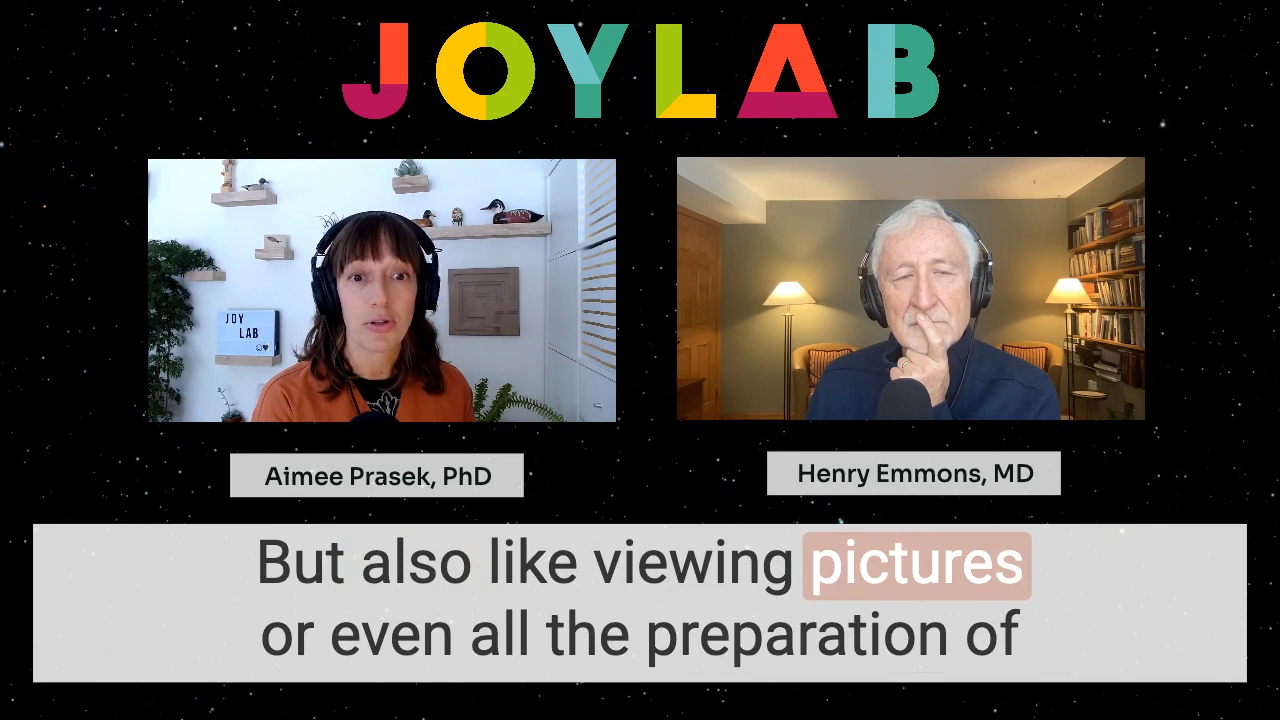 JOYLAB
JOY
LAB
Aimee Prasek, PhD
Henry Emmons, MD
But also like viewing pictures
or even all the preparation of